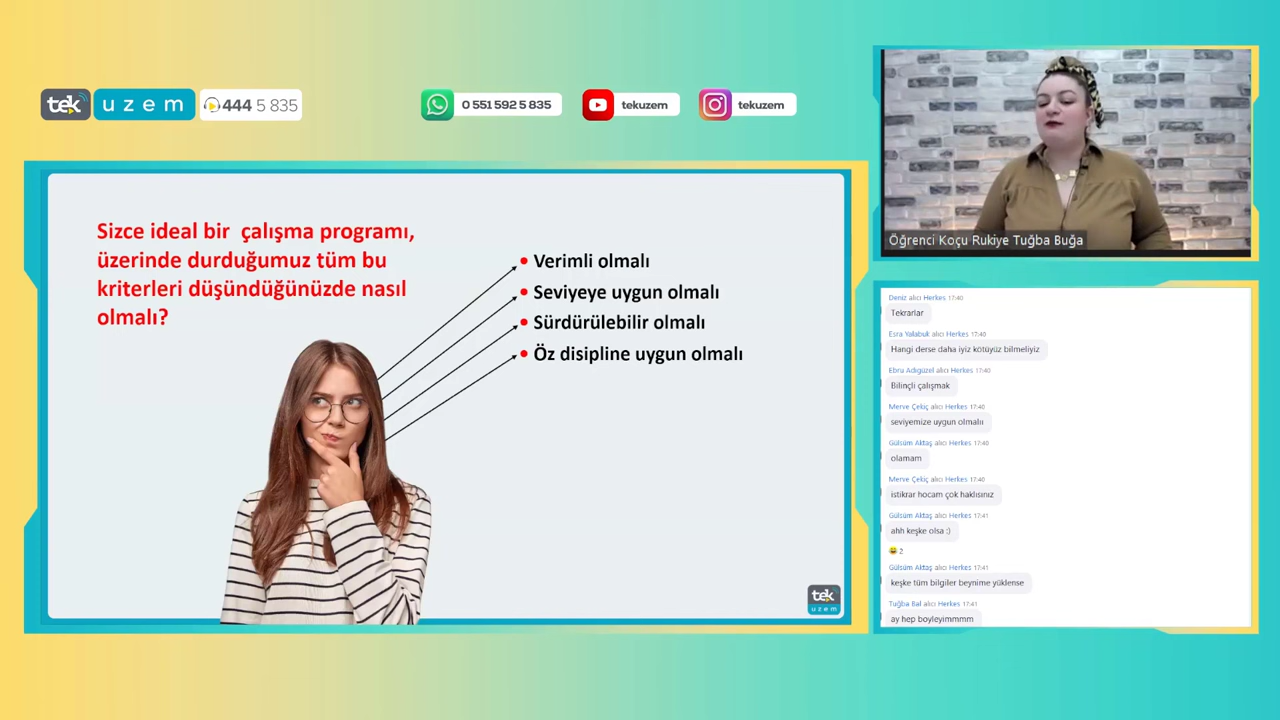 tek
uzem
444 5 835
0 551 592 5 835
tekuzem
tekuzem
Sizce ideal bir çalışma programı,
üzerinde durduğumuz tüm bu
kriterleri düşündüğünüzde nasıl
olmalı?
• Verimli olmalı
• Seviyeye uygun olmalı
• Sürdürülebilir olmalı
• Öz disipline uygun olmalı
tek
uzem
Öğrenci Koçu Rukiye Tuğba Buğa
Deniz alıcı Herkes 17:40
Tekrarlar
Esra Yalabuk alıcı Herkes 17:40
Hangi derse daha iyiz kötüyüz bilmeliyiz
Ebru Adıgüzel alıcı Herkes 17:40
Bilinçli çalışmak
Merve Çekiç alıcı Herkes 17:40
seviyemize uygun olmalıı
Gülsüm Aktaş alıcı Herkes 17:40
olamam
Merve Çekiç alıcı Herkes 17:40
istikrar hocam çok haklısınız
Gülsüm Aktaş alıcı Herkes 17:41
ahh keşke olsa :)
😄 2
Gülsüm Aktaş alıcı Herkes 17:41
keşke tüm bilgiler beynime yüklense
Tuğba Bal alıcı Herkes 17:41
ay hep boyleyimmmm